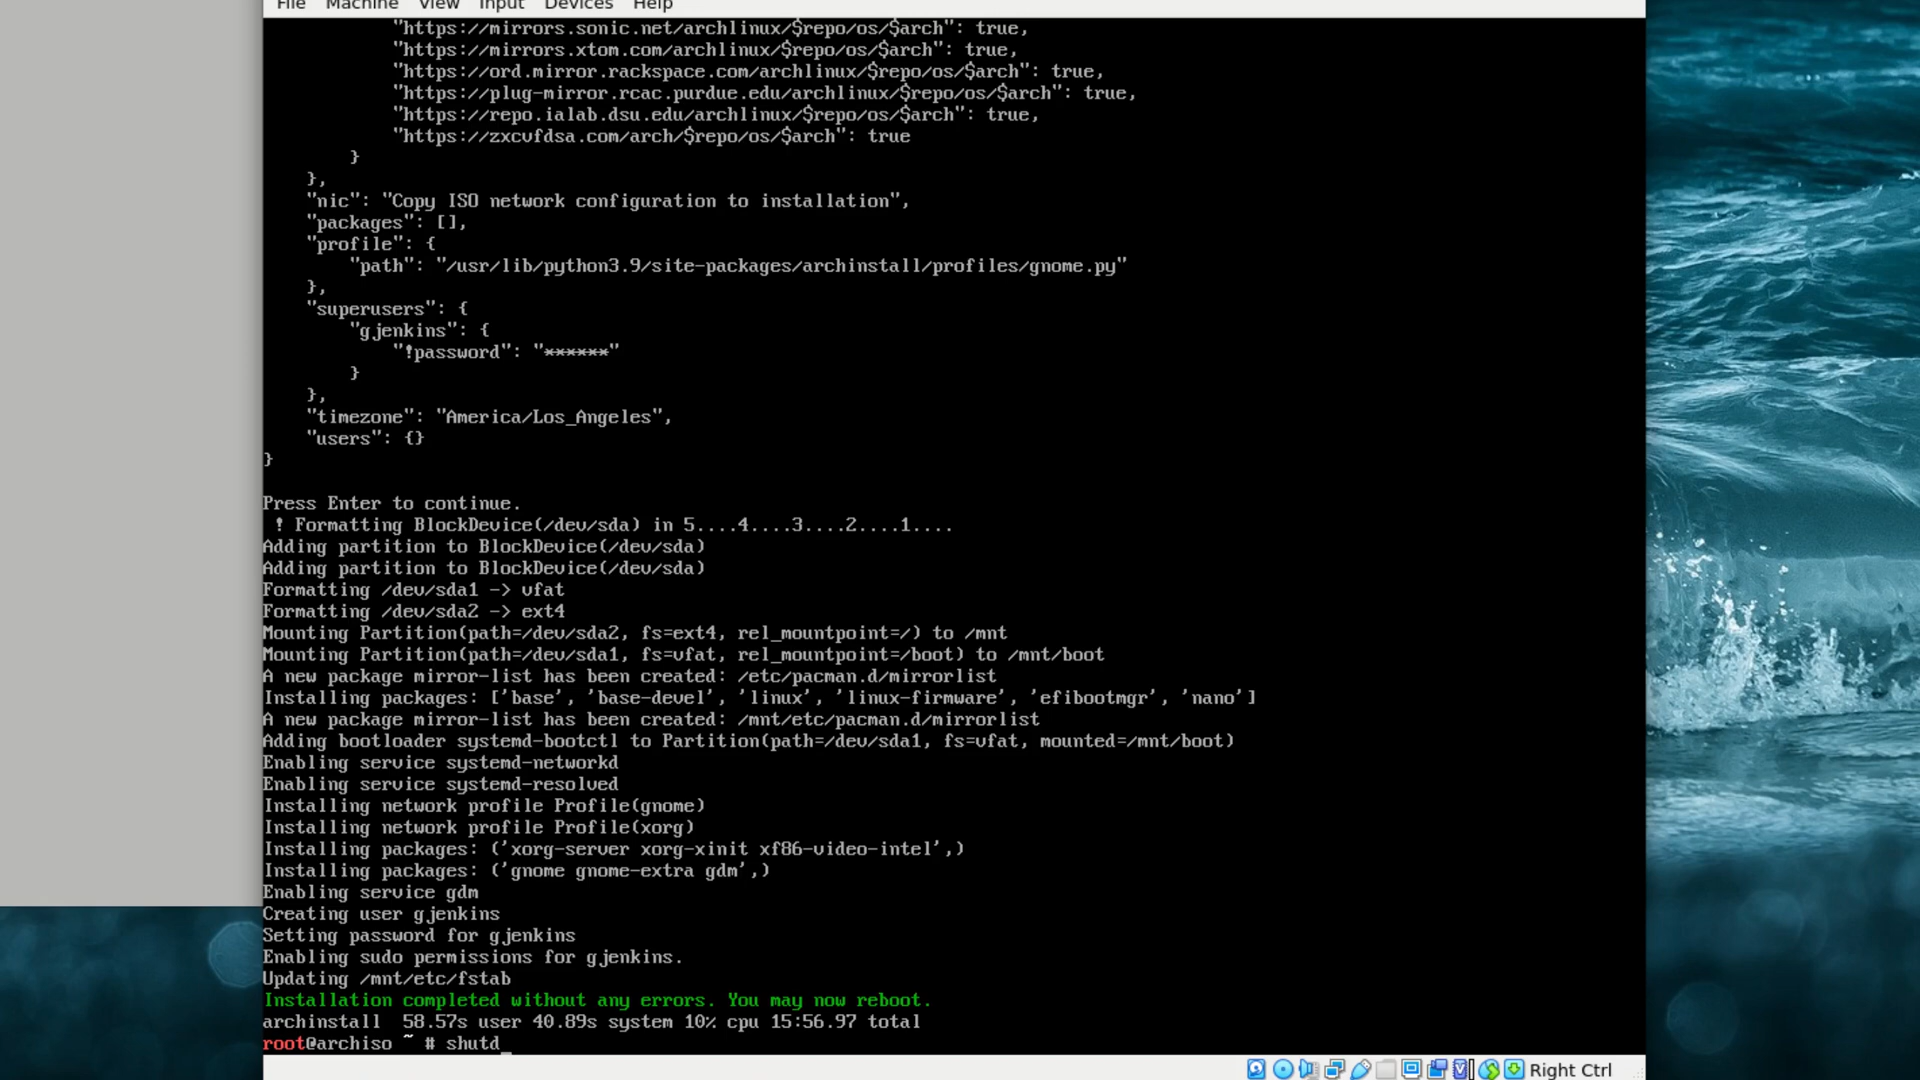 File Machine View Input Devices Help
"https://mirrors.sonic.net/archlinux/$repo/os/$arch": true,
"https://mirrors.xtom.com/archlinux/$repo/os/$arch": true,
"https://ord.mirror.rackspace.com/archlinux/$repo/os/$arch": true,
"https://plug-mirror.rcac.purdue.edu/archlinux/$repo/os/$arch": true,
"https://repo.ialab.dsu.edu/archlinux/$repo/os/$arch": true,
"https://zxcvfdsa.com/arch/$repo/os/$arch": true
}
},
"nic": "Copy ISO network configuration to installation",
"packages": [],
"profile": {
"path": "/usr/lib/python3.9/site-packages/archinstall/profiles/gnome.py"
},
"superusers": {
"gjenkins": {
"!password": "******"
}
},
"timezone": "America/Los_Angeles",
"users": {}
}
Press Enter to continue.
! Formatting BlockDevice(/dev/sda) in 5....4....3....2....1....
Adding partition to BlockDevice(/dev/sda)
Adding partition to BlockDevice(/dev/sda)
Formatting /dev/sda1 -> vfat
Formatting /dev/sda2 -> ext4
Mounting Partition(path=/dev/sda2, fs=ext4, rel_mountpoint=/) to /mnt
Mounting Partition(path=/dev/sda1, fs=vfat, rel_mountpoint=/boot) to /mnt/boot
A new package mirror-list has been created: /etc/pacman.d/mirrorlist
Installing packages: ['base', 'base-devel', 'linux', 'linux-firmware', 'efibootmgr', 'nano']
A new package mirror-list has been created: /mnt/etc/pacman.d/mirrorlist
Adding bootloader systemd-bootctl to Partition(path=/dev/sda1, fs=vfat, mounted=/mnt/boot)
Enabling service systemd-networkd
Enabling service systemd-resolved
Installing network profile Profile(gnome)
Installing network profile Profile(xorg)
Installing packages: ('xorg-server xorg-xinit xf86-video-intel',)
Installing packages: ('gnome gnome-extra gdm',)
Enabling service gdm
Creating user gjenkins
Setting password for gjenkins
Enabling sudo permissions for gjenkins.
Updating /mnt/etc/fstab
Installation completed without any errors. You may now reboot.
archinstall  58.57s user 40.89s system 10% cpu 15:56.97 total
root@archiso ~ # shutd_
Right Ctrl